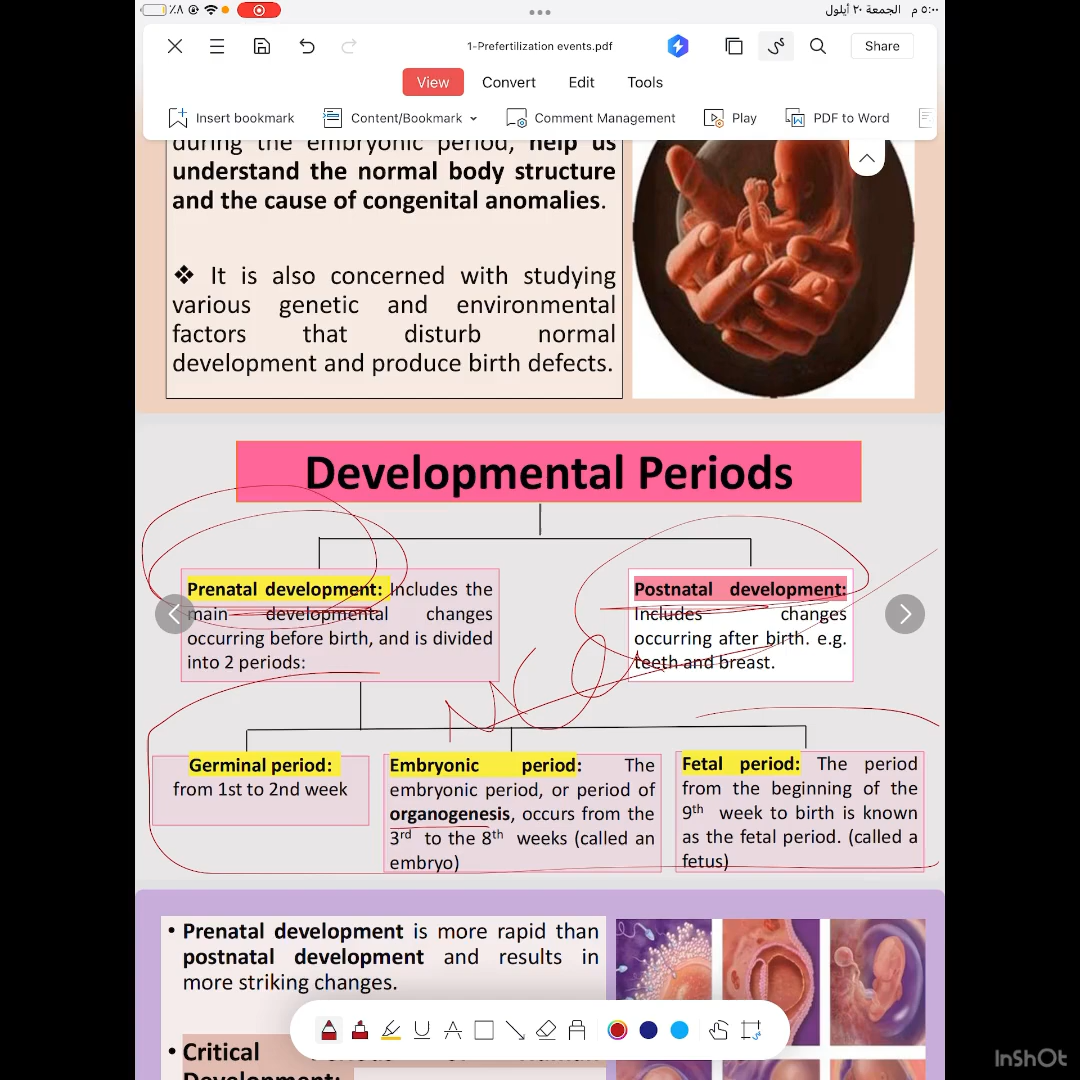 ٪٨
٥:٠٠ م الجمعة ٢٠ أيلول
1-Prefertilization events.pdf
Share
View Convert Edit Tools
Insert bookmark Content/Bookmark Comment Management Play PDF to Word
during the embryonic period, help us
understand the normal body structure
and the cause of congenital anomalies.
❖ It is also concerned with studying
various genetic and environmental
factors that disturb normal
development and produce birth defects.
Developmental Periods
Prenatal development: Includes the
main developmental changes
occurring before birth, and is divided
into 2 periods:
Postnatal development:
Includes changes
occurring after birth. e.g.
teeth and breast.
Germinal period:
from 1st to 2nd week
Embryonic period: The
embryonic period, or period of
organogenesis, occurs from the
3rd to the 8th weeks (called an
embryo)
Fetal period: The period
from the beginning of the
9th week to birth is known
as the fetal period. (called a
fetus)
• Prenatal development is more rapid than
postnatal development and results in
more striking changes.
• Critical
InShOt